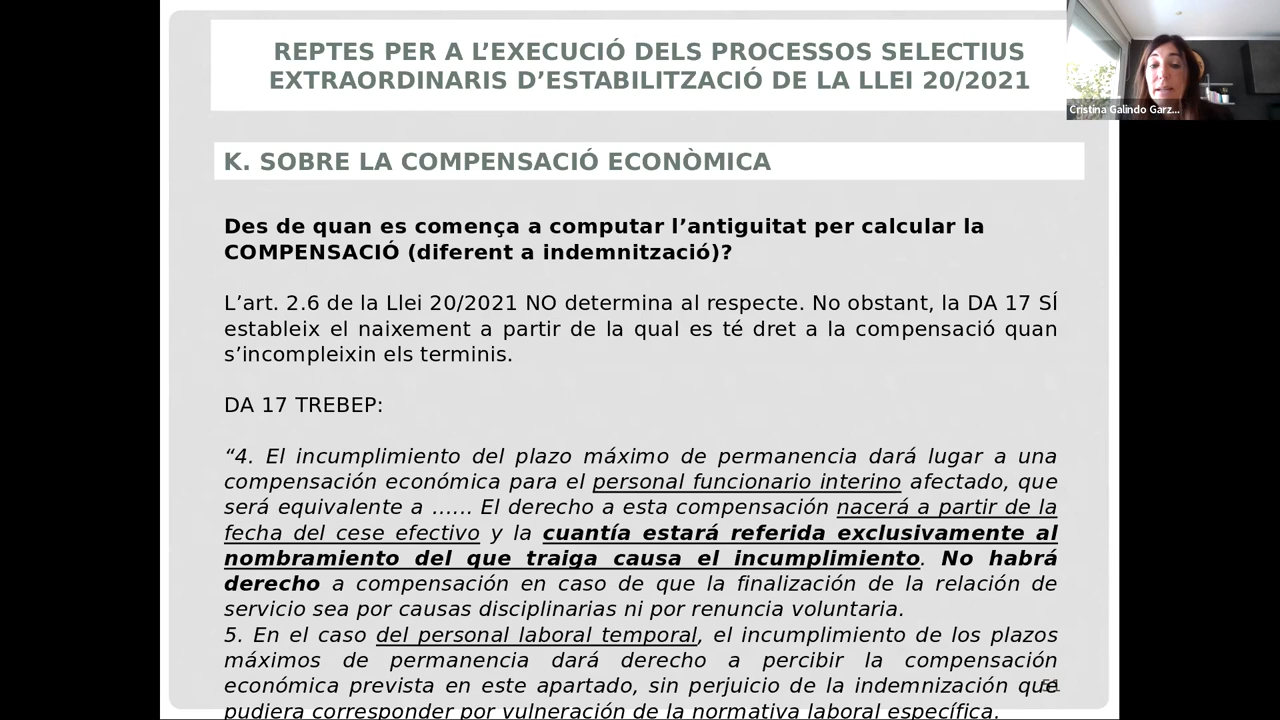 REPTES PER A L’EXECUCIÓ DELS PROCESSOS SELECTIUS
EXTRAORDINARIS D’ESTABILITZACIÓ DE LA LLEI 20/2021
Cristina Galindo Garz...
K. SOBRE LA COMPENSACIÓ ECONÒMICA
Des de quan es comença a computar l’antiguitat per calcular la
COMPENSACIÓ (diferent a indemnització)?
L’art. 2.6 de la Llei 20/2021 NO determina al respecte. No obstant, la DA 17 SÍ
estableix el naixement a partir de la qual es té dret a la compensació quan
s’incompleixin els terminis.
DA 17 TREBEP:
“4. El incumplimiento del plazo máximo de permanencia dará lugar a una
compensación económica para el personal funcionario interino afectado, que
será equivalente a …... El derecho a esta compensación nacerá a partir de la
fecha del cese efectivo y la cuantía estará referida exclusivamente al
nombramiento del que traiga causa el incumplimiento. No habrá
derecho a compensación en caso de que la finalización de la relación de
servicio sea por causas disciplinarias ni por renuncia voluntaria.
5. En el caso del personal laboral temporal, el incumplimiento de los plazos
máximos de permanencia dará derecho a percibir la compensación
económica prevista en este apartado, sin perjuicio de la indemnización que
pudiera corresponder por vulneración de la normativa laboral específica.